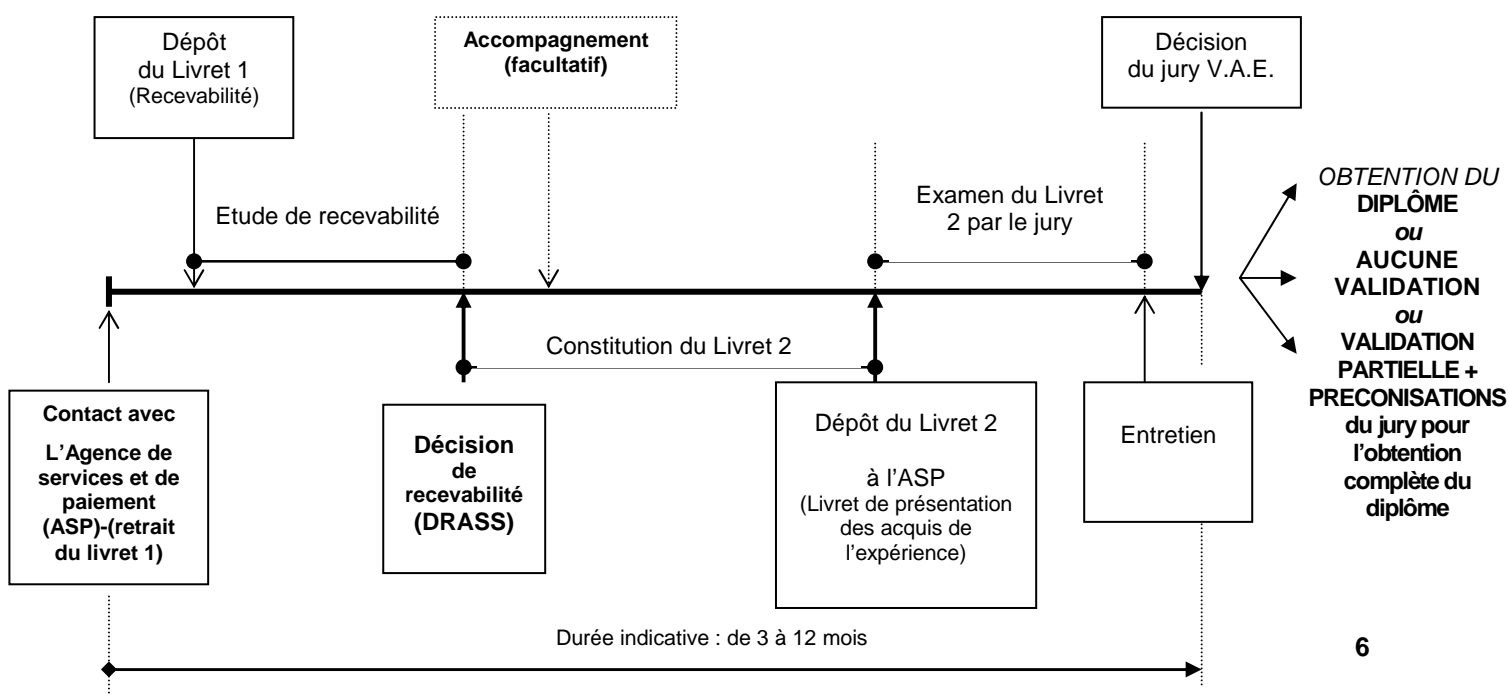 Dépôt
du Livret 1
(Recevabilité)
Accompagnement
(facultatif)
Décision
du jury V.A.E.
Etude de recevabilité
Examen du Livret
2 par le jury
OBTENTION DU
DIPLÔME
ou
AUCUNE
VALIDATION
ou
VALIDATION
PARTIELLE +
PRECONISATIONS
du jury pour
l'obtention
complète du
diplôme
Constitution du Livret 2
Contact avec
L'Agence de
services et de
paiement
(ASP)-(retrait
du livret 1)
Décision
de
recevabilité
(DRASS)
Dépôt du Livret 2
à l'ASP
(Livret de présentation
des acquis de
l'expérience)
Entretien
Durée indicative : de 3 à 12 mois
6